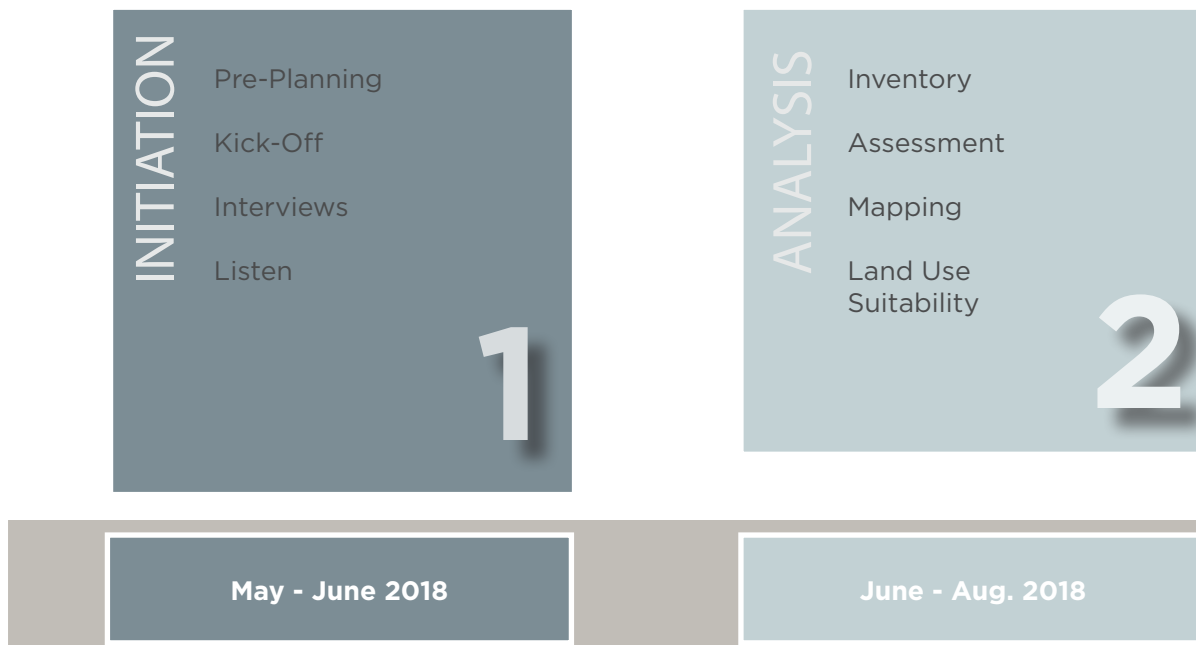 INITIATION
Pre-Planning
Kick-Off
Interviews
Listen
1
ANALYSIS
Inventory
Assessment
Mapping
Land Use
Suitability
2
May - June 2018
June - Aug. 2018